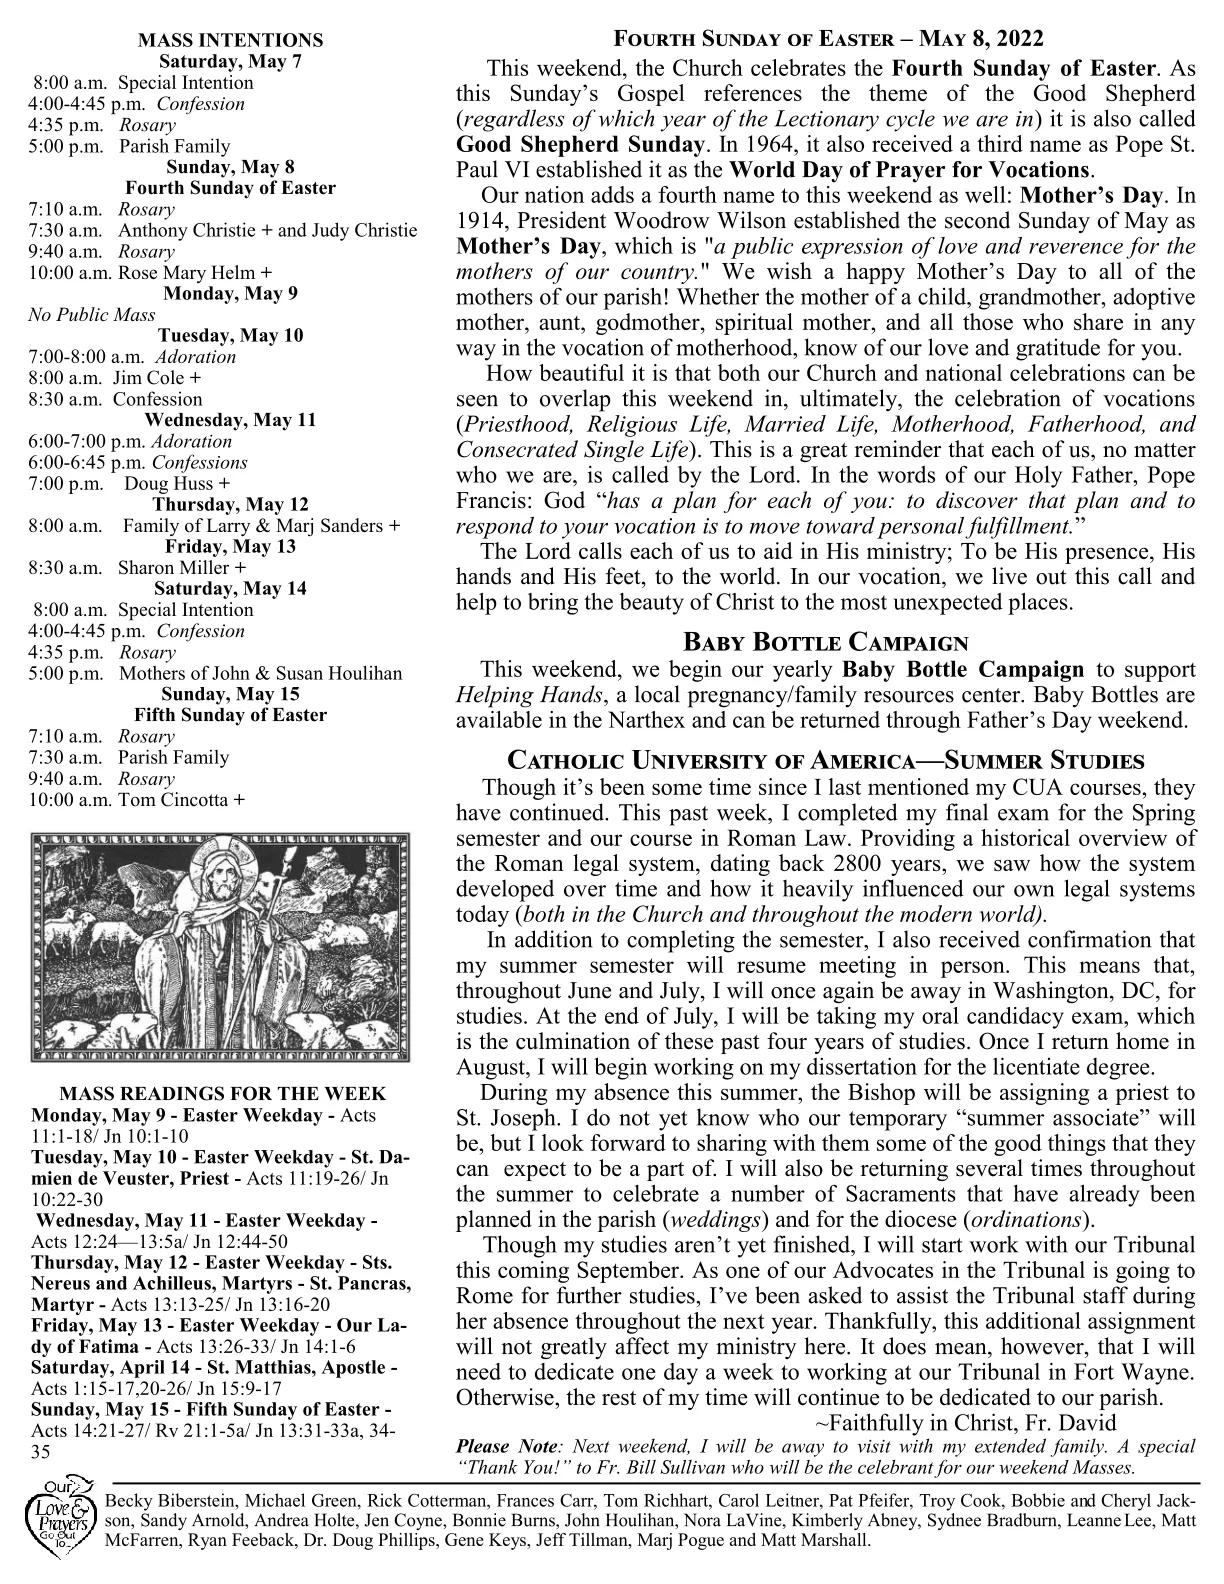 MASS INTENTIONS
Saturday, May 7
8:00 a.m. Special Intention
4:00-4:45 p.m. Confession
4:35 p.m. Rosary
5:00 p.m. Parish Family
Sunday, May 8
Fourth Sunday of Easter
7:10 a.m. Rosary
7:30 a.m. Anthony Christie + and Judy Christie
9:40 a.m. Rosary
10:00 a.m. Rose Mary Helm +
Monday, May 9
No Public Mass
Tuesday, May 10
7:00-8:00 a.m. Adoration
8:00 a.m. Jim Cole +
8:30 a.m. Confession
Wednesday, May 11
6:00-7:00 p.m. Adoration
6:00-6:45 p.m. Confessions
7:00 p.m. Doug Huss +
Thursday, May 12
8:00 a.m. Family of Larry & Marj Sanders +
Friday, May 13
8:30 a.m. Sharon Miller +
Saturday, May 14
8:00 a.m. Special Intention
4:00-4:45 p.m. Confession
4:35 p.m. Rosary
5:00 p.m. Mothers of John & Susan Houlihan
Sunday, May 15
Fifth Sunday of Easter
7:10 a.m. Rosary
7:30 a.m. Parish Family
9:40 a.m. Rosary
10:00 a.m. Tom Cincotta +
MASS READINGS FOR THE WEEK
Monday, May 9 - Easter Weekday - Acts
11:1-18/ Jn 10:1-10
Tuesday, May 10 - Easter Weekday - St. Da-
mien de Veuster, Priest - Acts 11:19-26/ Jn
10:22-30
Wednesday, May 11 - Easter Weekday -
Acts 12:24—13:5a/ Jn 12:44-50
Thursday, May 12 - Easter Weekday - Sts.
Nereus and Achilleus, Martyrs - St. Pancras,
Martyr - Acts 13:13-25/ Jn 13:16-20
Friday, May 13 - Easter Weekday - Our La-
dy of Fatima - Acts 13:26-33/ Jn 14:1-6
Saturday, April 14 - St. Matthias, Apostle -
Acts 1:15-17,20-26/ Jn 15:9-17
Sunday, May 15 - Fifth Sunday of Easter -
Acts 14:21-27/ Rv 21:1-5a/ Jn 13:31-33a, 34-
35
FOURTH SUNDAY OF EASTER – MAY 8, 2022
This weekend, the Church celebrates the Fourth Sunday of Easter. As
this Sunday’s Gospel references the theme of the Good Shepherd
(regardless of which year of the Lectionary cycle we are in) it is also called
Good Shepherd Sunday. In 1964, it also received a third name as Pope St.
Paul VI established it as the World Day of Prayer for Vocations.
Our nation adds a fourth name to this weekend as well: Mother’s Day. In
1914, President Woodrow Wilson established the second Sunday of May as
Mother’s Day, which is "a public expression of love and reverence for the
mothers of our country." We wish a happy Mother’s Day to all of the
mothers of our parish! Whether the mother of a child, grandmother, adoptive
mother, aunt, godmother, spiritual mother, and all those who share in any
way in the vocation of motherhood, know of our love and gratitude for you.
How beautiful it is that both our Church and national celebrations can be
seen to overlap this weekend in, ultimately, the celebration of vocations
(Priesthood, Religious Life, Married Life, Motherhood, Fatherhood, and
Consecrated Single Life). This is a great reminder that each of us, no matter
who we are, is called by the Lord. In the words of our Holy Father, Pope
Francis: God “has a plan for each of you: to discover that plan and to
respond to your vocation is to move toward personal fulfillment.”
The Lord calls each of us to aid in His ministry; To be His presence, His
hands and His feet, to the world. In our vocation, we live out this call and
help to bring the beauty of Christ to the most unexpected places.
BABY BOTTLE CAMPAIGN
This weekend, we begin our yearly Baby Bottle Campaign to support
Helping Hands, a local pregnancy/family resources center. Baby Bottles are
available in the Narthex and can be returned through Father’s Day weekend.
CATHOLIC UNIVERSITY OF AMERICA—SUMMER STUDIES
Though it’s been some time since I last mentioned my CUA courses, they
have continued. This past week, I completed my final exam for the Spring
semester and our course in Roman Law. Providing a historical overview of
the Roman legal system, dating back 2800 years, we saw how the system
developed over time and how it heavily influenced our own legal systems
today (both in the Church and throughout the modern world).
In addition to completing the semester, I also received confirmation that
my summer semester will resume meeting in person. This means that,
throughout June and July, I will once again be away in Washington, DC, for
studies. At the end of July, I will be taking my oral candidacy exam, which
is the culmination of these past four years of studies. Once I return home in
August, I will begin working on my dissertation for the licentiate degree.
During my absence this summer, the Bishop will be assigning a priest to
St. Joseph. I do not yet know who our temporary “summer associate” will
be, but I look forward to sharing with them some of the good things that they
can expect to be a part of. I will also be returning several times throughout
the summer to celebrate a number of Sacraments that have already been
planned in the parish (weddings) and for the diocese (ordinations).
Though my studies aren’t yet finished, I will start work with our Tribunal
this coming September. As one of our Advocates in the Tribunal is going to
Rome for further studies, I’ve been asked to assist the Tribunal staff during
her absence throughout the next year. Thankfully, this additional assignment
will not greatly affect my ministry here. It does mean, however, that I will
need to dedicate one day a week to working at our Tribunal in Fort Wayne.
Otherwise, the rest of my time will continue to be dedicated to our parish.
~Faithfully in Christ, Fr. David
Please Note: Next weekend, I will be away to visit with my extended family. A special
“Thank You!” to Fr. Bill Sullivan who will be the celebrant for our weekend Masses.
Our
Love &
Prayers
Go Out
To...
Becky Biberstein, Michael Green, Rick Cotterman, Frances Carr, Tom Richhart, Carol Leitner, Pat Pfeifer, Troy Cook, Bobbie and Cheryl Jack-
son, Sandy Arnold, Andrea Holte, Jen Coyne, Bonnie Burns, John Houlihan, Nora LaVine, Kimberly Abney, Sydnee Bradburn, Leanne Lee, Matt
McFarren, Ryan Feeback, Dr. Doug Phillips, Gene Keys, Jeff Tillman, Marj Pogue and Matt Marshall.